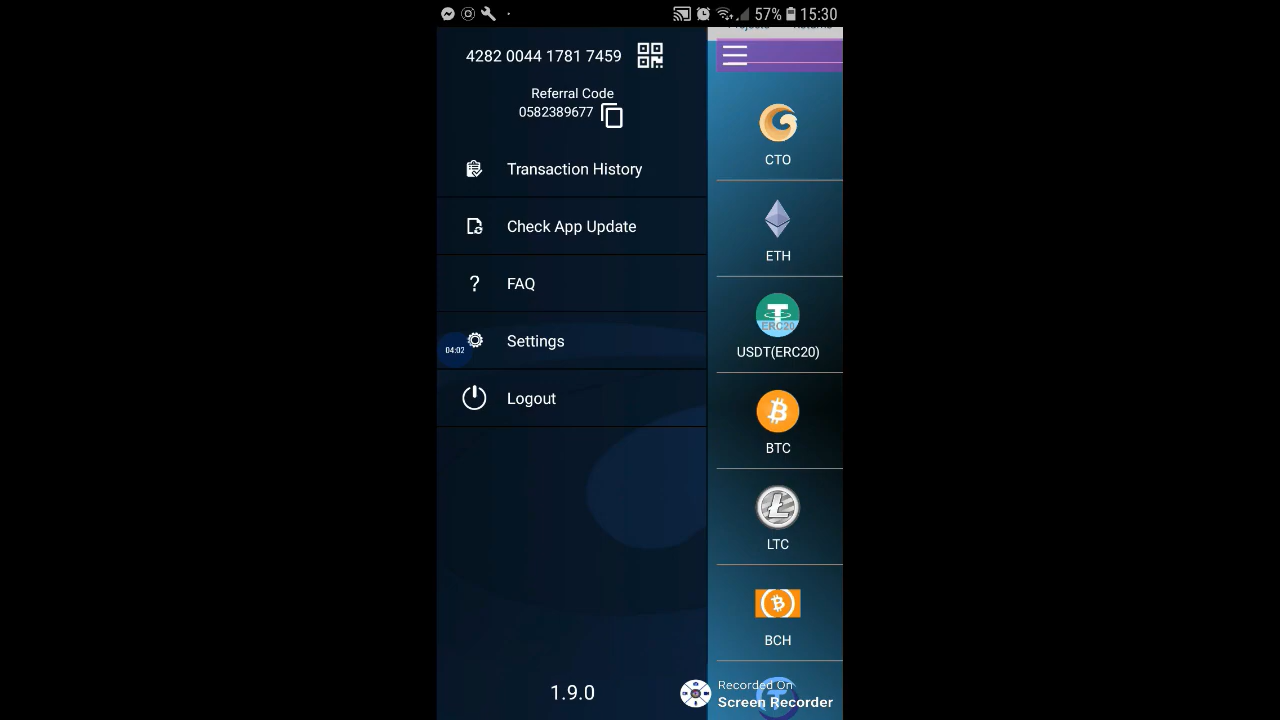 57% 15:30
4282 0044 1781 7459
Referral Code
0582389677
Transaction History
Check App Update
? FAQ
Settings
04:02
Logout
1.9.0
CTO
ETH
ERC20
USDT(ERC20)
BTC
LTC
BCH
Recorded On
Screen Recorder